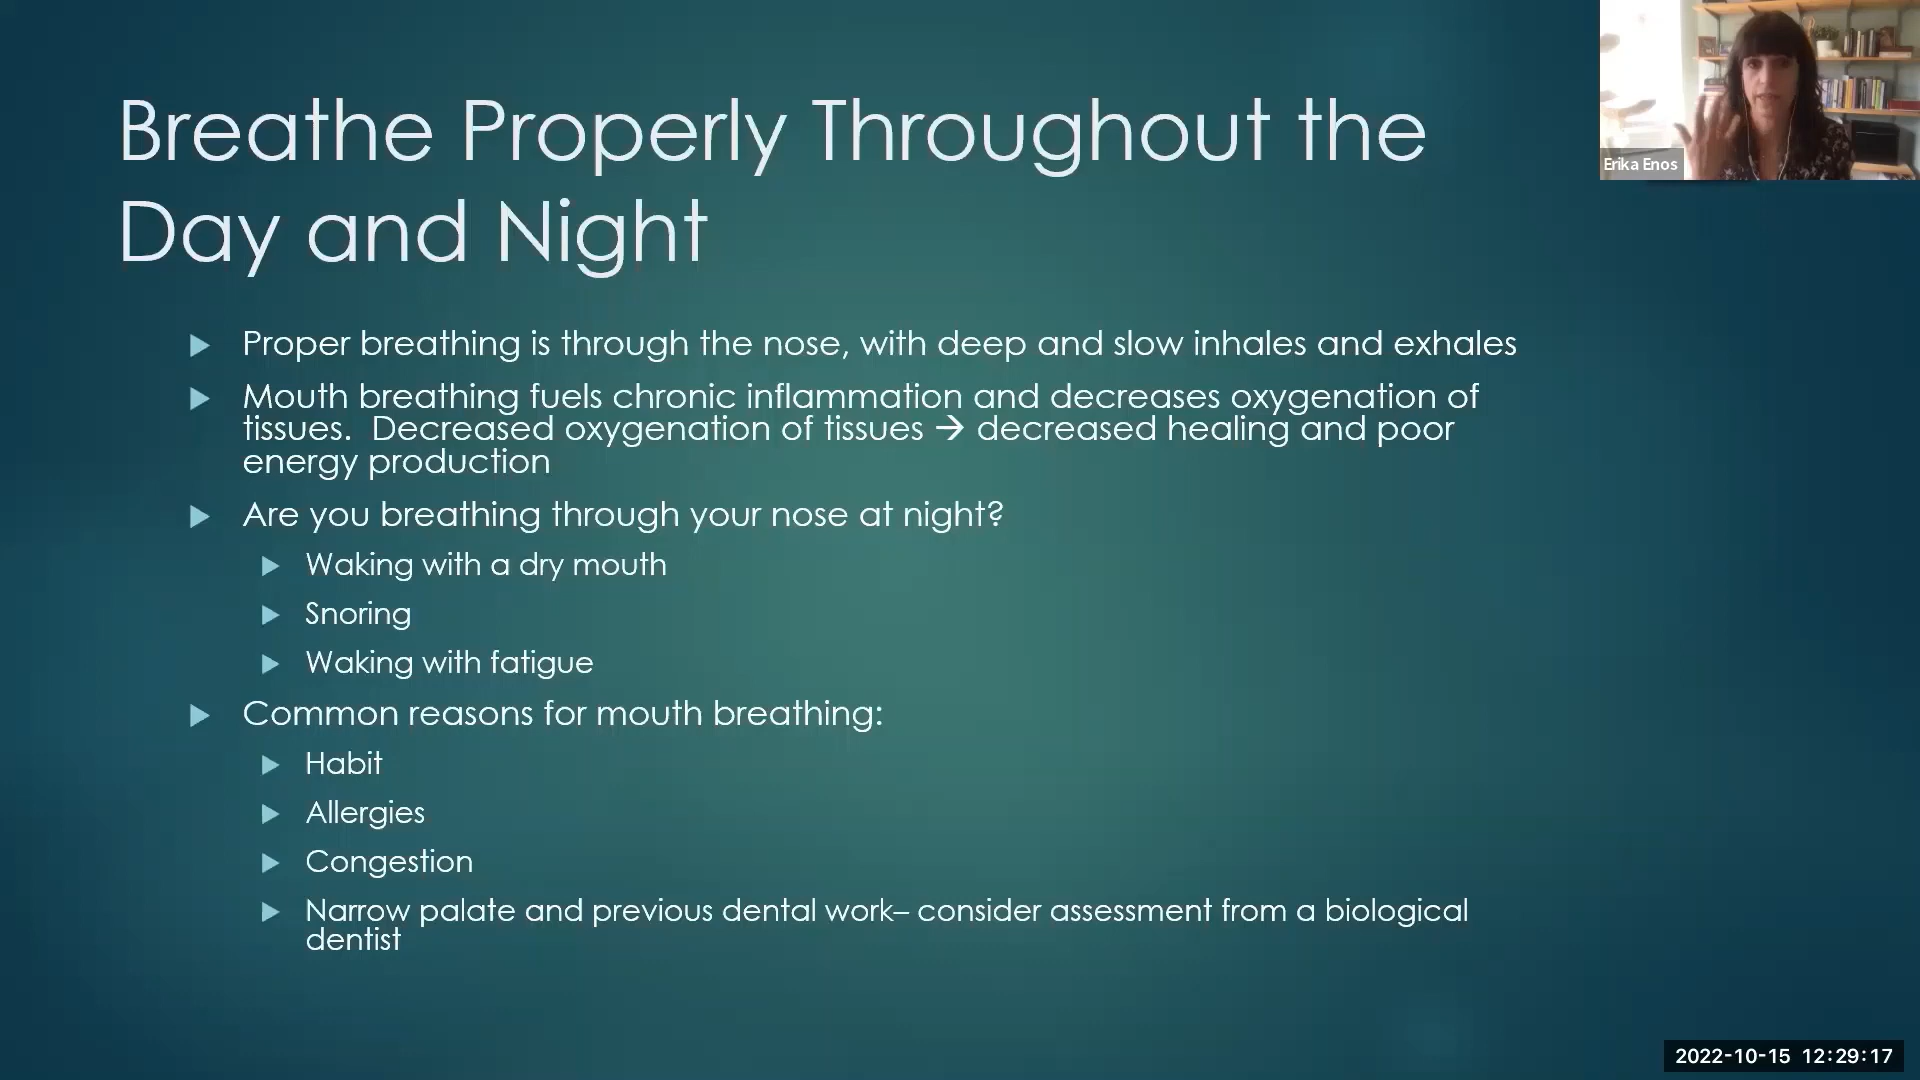 Breathe Properly Throughout the
Day and Night
Erika Enos
Proper breathing is through the nose, with deep and slow inhales and exhales
Mouth breathing fuels chronic inflammation and decreases oxygenation of
tissues.  Decreased oxygenation of tissues → decreased healing and poor
energy production
Are you breathing through your nose at night?
Waking with a dry mouth
Snoring
Waking with fatigue
Common reasons for mouth breathing:
Habit
Allergies
Congestion
Narrow palate and previous dental work– consider assessment from a biological
dentist
2022-10-15 12:29:17